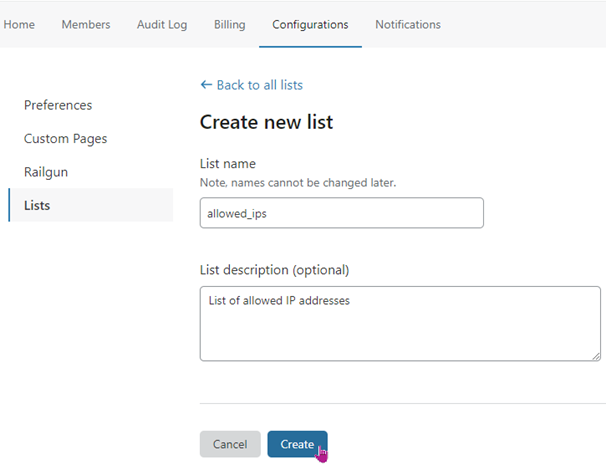 Home Members Audit Log Billing Configurations Notifications
← Back to all lists
Preferences
Create new list
Custom Pages
List name
Railgun
Note, names cannot be changed later.
Lists
allowed_ips
List description (optional)
List of allowed IP addresses
Cancel Create